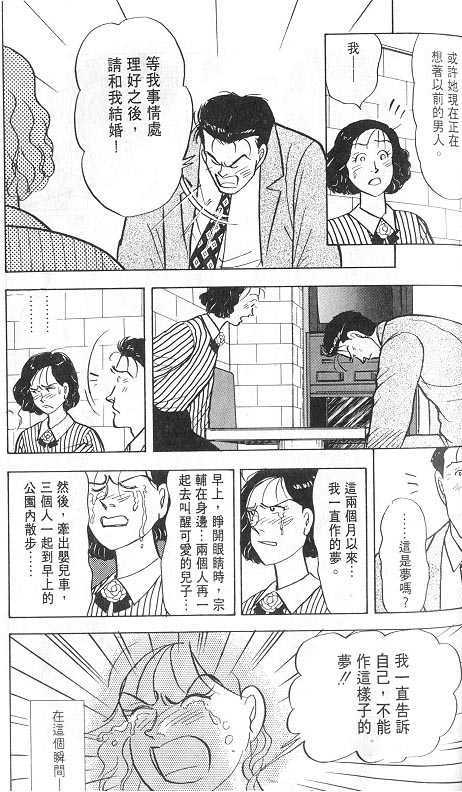 或許她現在正在
想著以前的男人。
我——
等我事情處
理好之後，
請和我結婚！
…………
……這是夢嗎？
這兩個月以來…
我一直作的夢。
早上，睜開眼睛時，宗
輔在身邊…兩個人再一
起去叫醒可愛的兒子…
然後，牽出嬰兒車，
三個人一起到早上的
公園內散步……
我一直告訴
自己，不能
作這樣子的
夢!!
在這個瞬間—